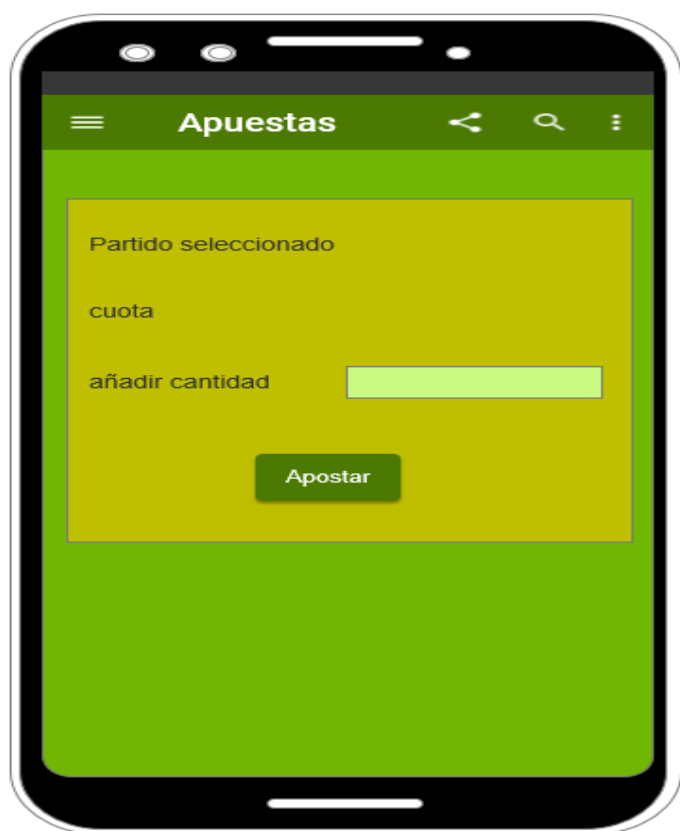 Apuestas
Partido seleccionado
cuota
añadir cantidad
Apostar